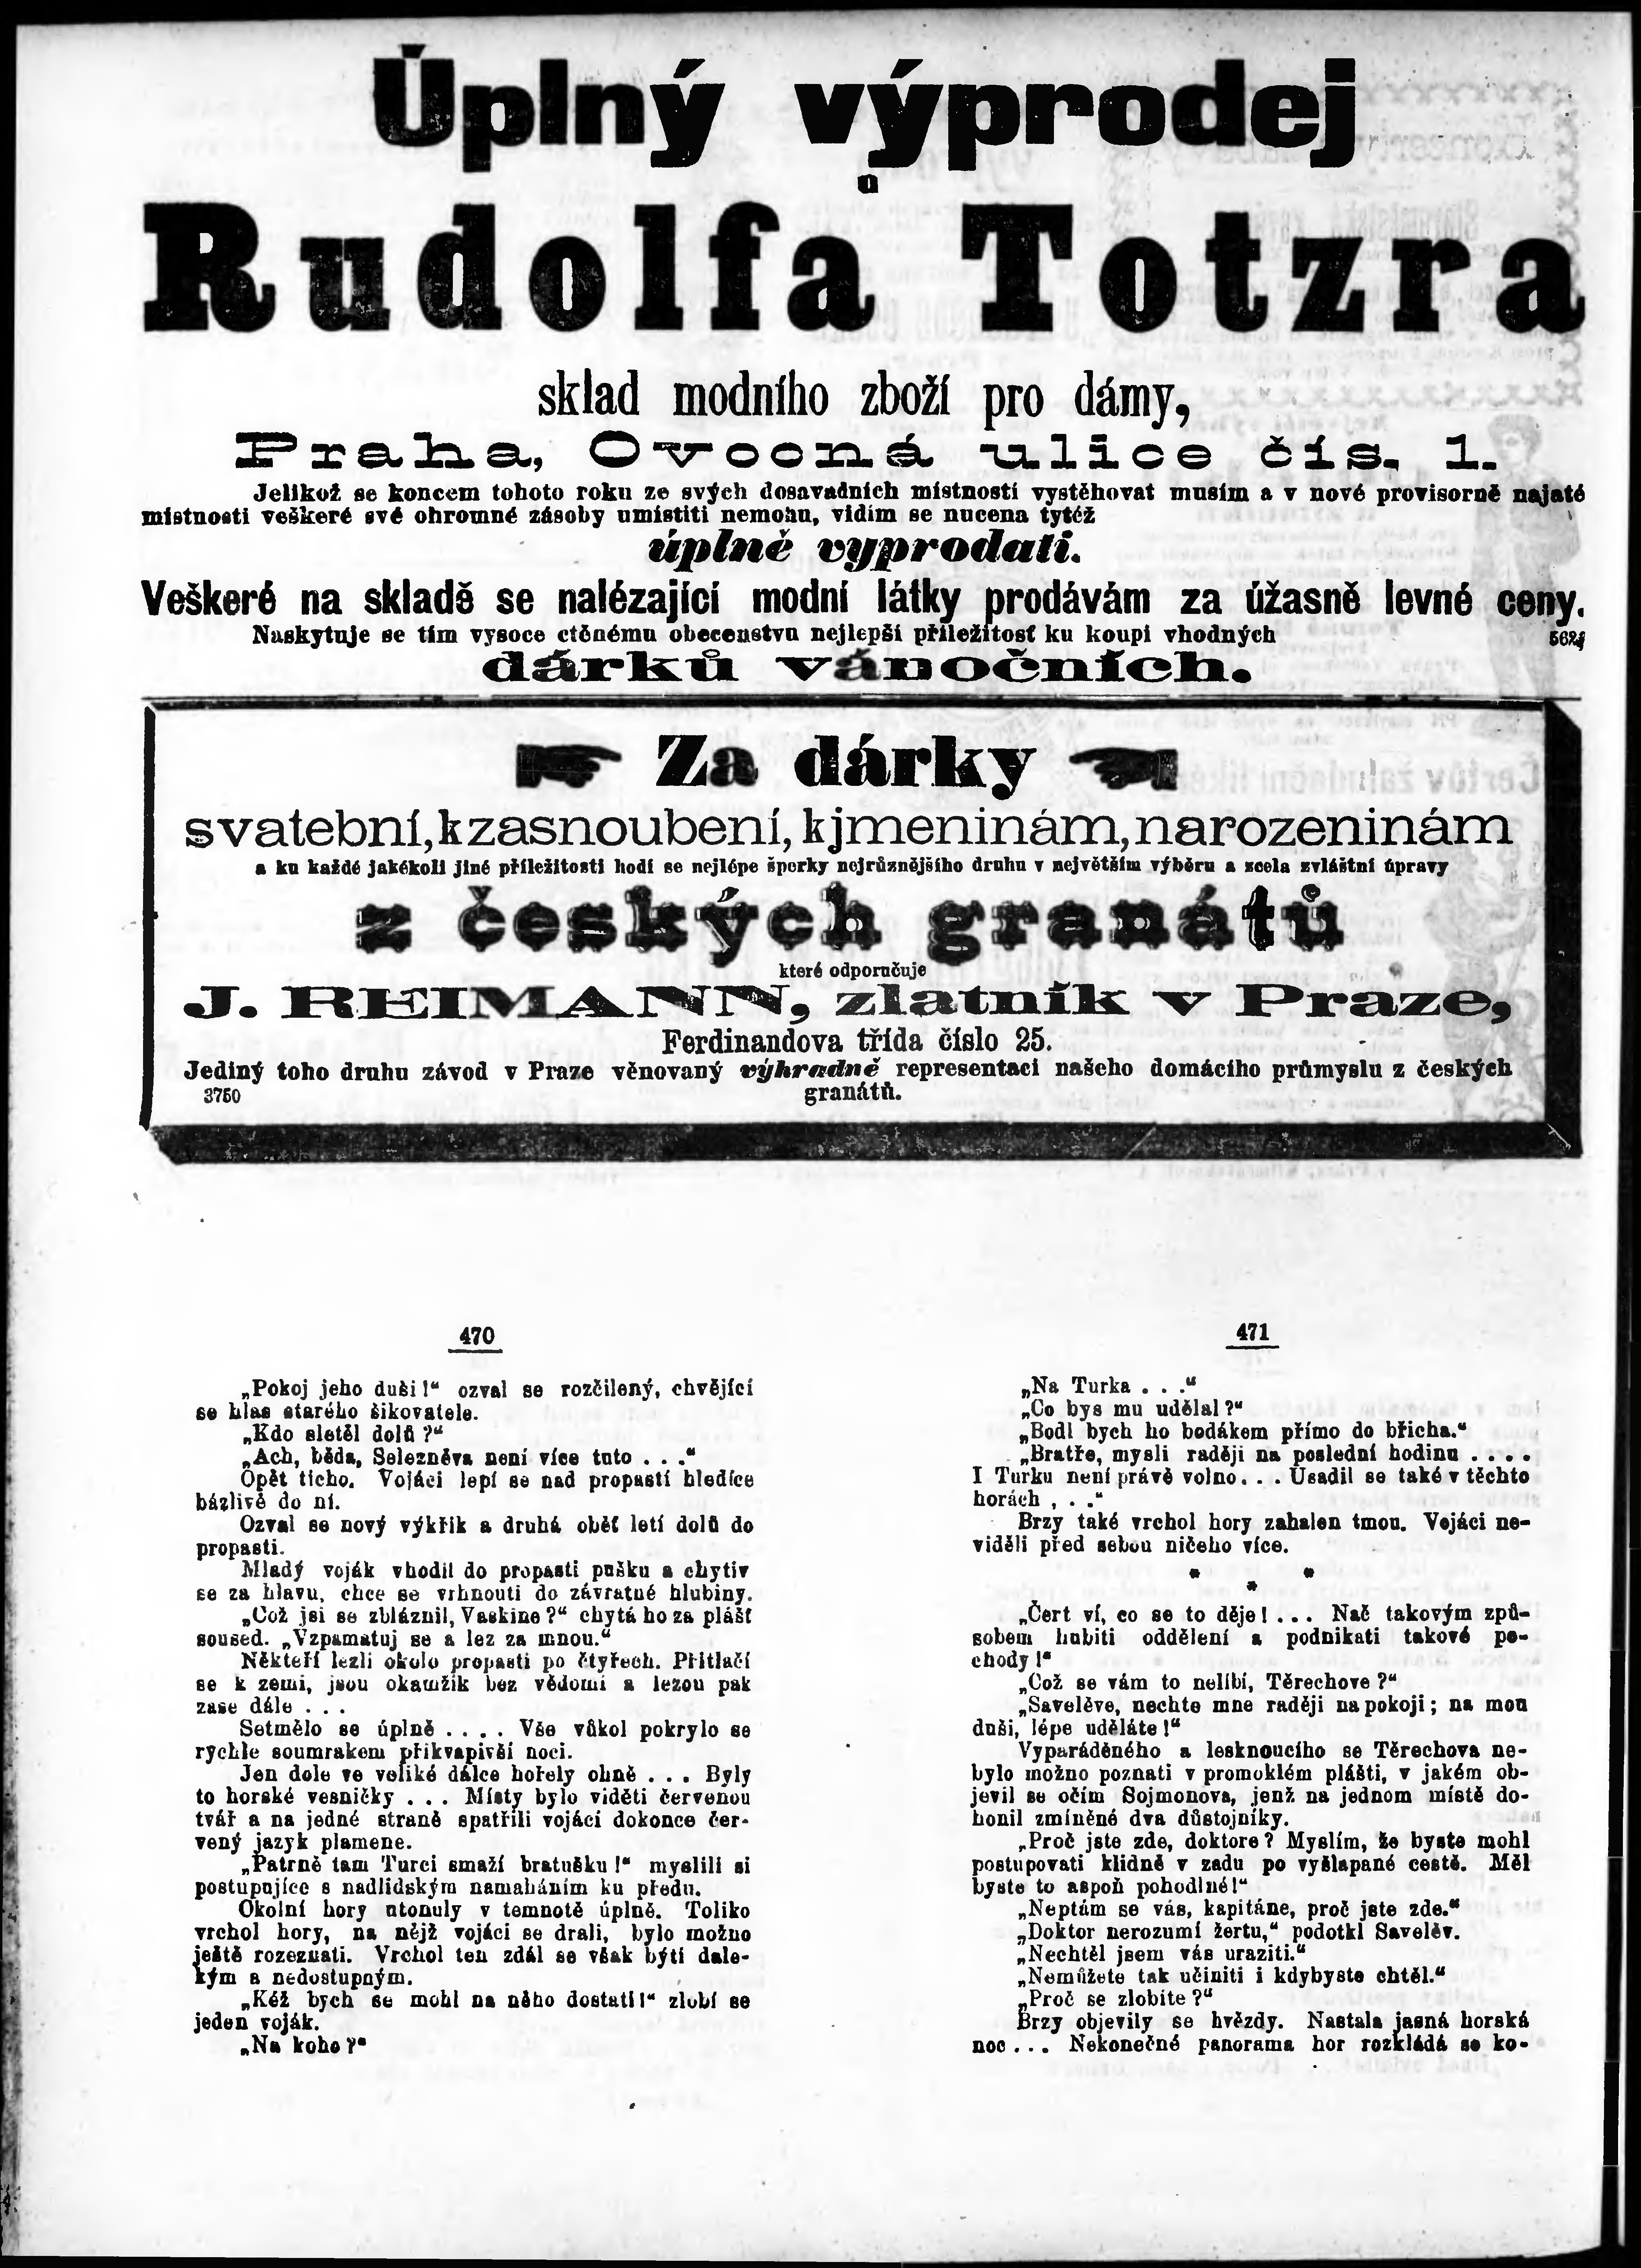 Úplný výprodej
u
Rudolfa Totzra
sklad modního zboží pro dámy,
Praha, Ovocná ulice čís. 1.
Jelikož se koncem tohoto roku ze svých dosavadních místností vystěhovat musím a v nové provisorně najaté
místnosti veškeré své ohromné zásoby umístiti nemohu, vidím se nucena tytéž
úplně vyprodati.
Veškeré na skladě se nalézající modní látky prodávám za úžasně levné ceny.
Naskytuje se tím vysoce ctěnému obecenstvu nejlepší příležitosť ku koupi vhodných
dárků vánočních.
Za dárky
svatební, k zasnoubení, k jmeninám, narozeninám
a ku každé jakékoli jiné příležitosti hodí se nejlépe šperky nejrůznějšího druhu v největším výběru a zcela zvláštní úpravy
z českých granátů
které odporučuje
J. REIMANN, zlatník v Praze,
Ferdinandova třída číslo 25.
Jediný toho druhu závod v Praze věnovaný výhradně representaci našeho domácího průmyslu z českých
3750 granátů.
470
„Pokoj jeho duši!“ ozval se rozčilený, chvějící
se hlas starého šikovatele.
„Kdo sletěl dolů?“
„Ach, běda, Selezněva není více tuto . . .“
Opět ticho. Vojáci lepí se nad propastí hledíce
bázlivě do ní.
Ozval se nový výkřik a druhá oběť letí dolů do
propasti.
Mladý voják vhodil do propasti pušku a chytiv
se za hlavu, chce se vrhnouti do závratné hlubiny.
„Což jsi se zbláznil, Vaskine?“ chytá ho za plášť
soused. „Vzpamatuj se a lez za mnou.“
Někteří lezli okolo propasti po čtyřech. Přitlačí
se k zemi, jsou okamžik bez vědomí a lezou pak
zase dále . . .
Setmělo se úplně . . . . Vše vůkol pokrylo se
rychle soumrakem přikvapivší noci.
Jen dole ve veliké dálce hořely ohně . . . Byly
to horské vesničky . . . Místy bylo viděti červenou
tvář a na jedné straně spatřili vojáci dokonce čer-
vený jazyk plamene.
„Patrně tam Turci smaží bratušku!“ myslili si
postupujíce s nadlidským namaháním ku předu.
Okolní hory utonuly v temnotě úplně. Toliko
vrchol hory, na nějž vojáci se drali, bylo možno
ještě rozeznati. Vrchol ten zdál se však býti dale-
kým a nedostupným.
„Kéž bych se mohl na něho dostati!“ zlobí se
jeden voják.
„Na koho?“
471
„Na Turka . . .“
„Co bys mu udělal?“
„Bodl bych ho bodákem přímo do břicha.“
„Bratře, mysli raději na poslední hodinu . . . .
I Turku není právě volno. . . Usadil se také v těchto
horách , . .“
Brzy také vrchol hory zahalen tmou. Vojáci ne-
viděli před sebou ničeho více.
* * *
„Čert ví, co se to děje! . . . Nač takovým způ-
sobem hubiti oddělení a podnikati takové po-
chody!“
„Což se vám to nelíbí, Těrechove?“
„Savelěve, nechte mne raději na pokoji; na mou
duši, lépe uděláte!“
Vyparáděného a lesknoucího se Těrechova ne-
bylo možno poznati v promoklém plášti, v jakém ob-
jevil se očím Sojmonova, jenž na jednom místě do-
honil zmíněné dva důstojníky.
„Proč jste zde, doktore? Myslím, že byste mohl
postupovati klidně v zadu po vyšlapané cestě. Měl
byste to aspoň pohodlné!“
„Neptám se vás, kapitáne, proč jste zde.“
„Doktor nerozumí žertu,“ podotkl Savelěv.
„Nechtěl jsem vás uraziti.“
„Nemůžete tak učiniti i kdybyste chtěl.“
„Proč se zlobíte?“
Brzy objevily se hvězdy. Nastala jasná horská
noc . . . Nekonečné panorama hor rozkládá se ko-